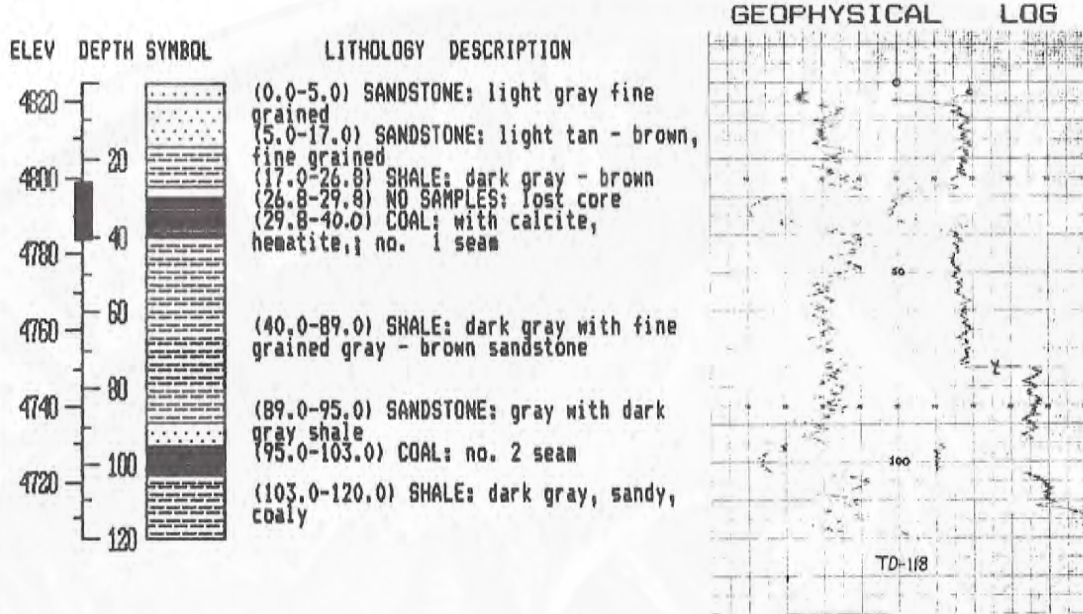 GEOPHYSICAL LOG
ELEV DEPTH SYMBOL LITHOLOGY DESCRIPTION
(0.0-5.0) SANDSTONE: light gray fine
grained
(5.0-17.0) SANDSTONE: light tan - brown,
fine grained
(17.0-26.8) SHALE: dark gray - brown
(26.8-29.8) NO SAMPLES: lost core
(29.8-40.0) COAL: with calcite,
hematite,; no. 1 seam
(40.0-89.0) SHALE: dark gray with fine
grained gray - brown sandstone
(89.0-95.0) SANDSTONE: gray with dark
gray shale
(95.0-103.0) COAL: no. 2 seam
(103.0-120.0) SHALE: dark gray, sandy,
coaly
4820
4800
4780
4760
4740
4720
20
40
60
80
100
120
0
50
100
TD-118